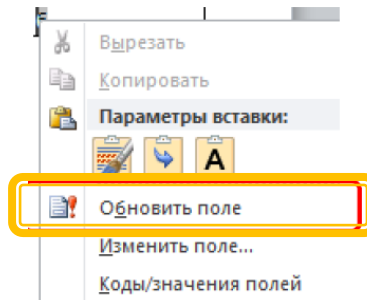 Вырезать
Копировать
Параметры вставки:
A
Обновить поле
Изменить поле...
Коды/значения полей